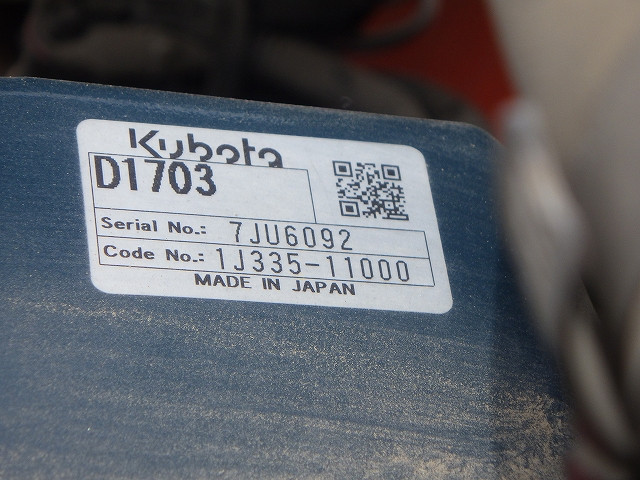 Kubota
D1703
Serial No.: 7JU6092
Code No.: 1J335-11000
MADE IN JAPAN